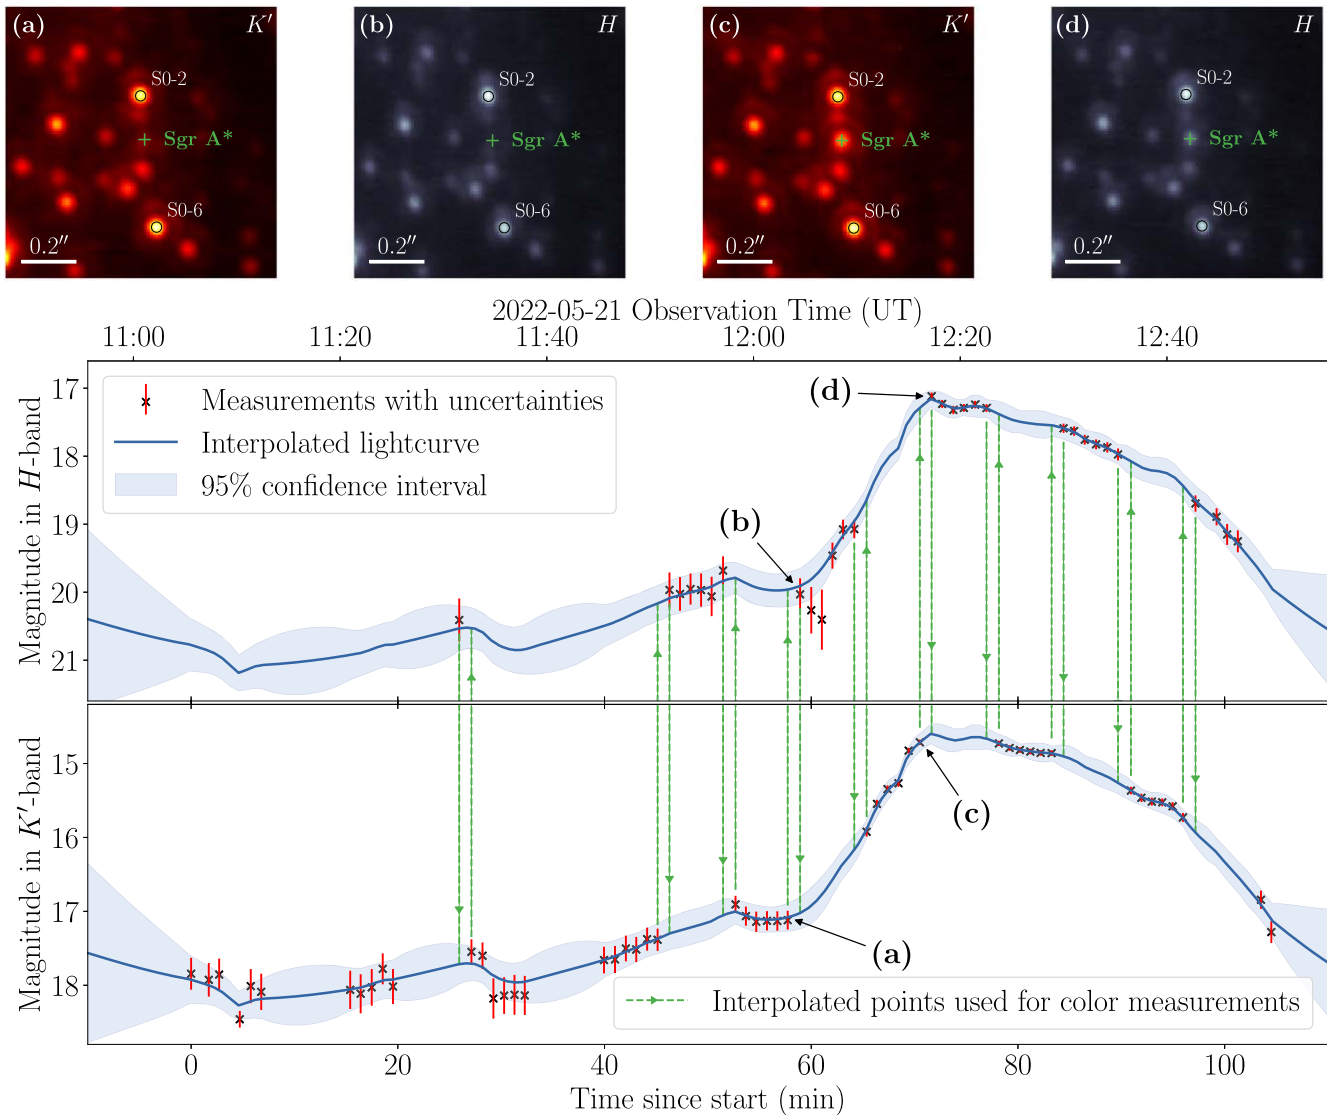 (a) K′
S0-2
+ Sgr A*
S0-6
0.2″
(b) H
S0-2
+ Sgr A*
S0-6
0.2″
(c) K′
S0-2
+ Sgr A*
S0-6
0.2″
(d) H
S0-2
+ Sgr A*
S0-6
0.2″
2022-05-21 Observation Time (UT)
11:00 11:20 11:40 12:00 12:20 12:40
Magnitude in H-band
17
18
19
20
21
Measurements with uncertainties
Interpolated lightcurve
95% confidence interval
(d)
(b)
Magnitude in K′-band
15
16
17
18
(c)
(a)
Interpolated points used for color measurements
0 20 40 60 80 100
Time since start (min)